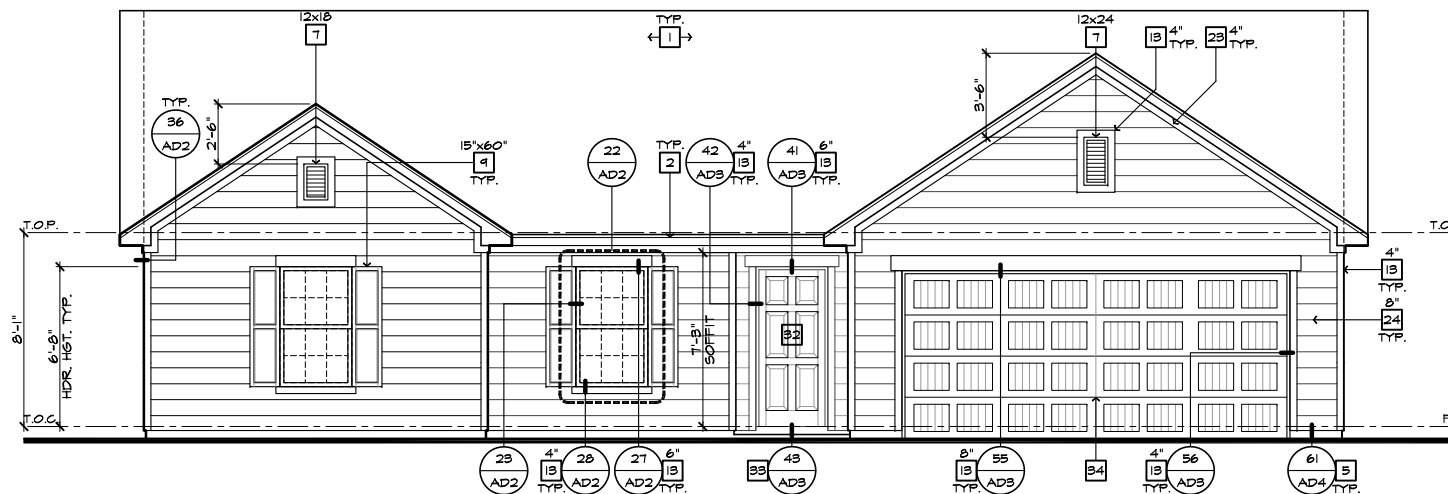 12x18
7
TYP.
1
12x24
7
13 4" TYP.
23 4" TYP.
TYP.
36
AD2
2'-6"
15"x60"
9
TYP.
22
AD2
TYP.
2
42
AD3
4"
13
TYP.
41
AD3
6"
13
TYP.
3'-6"
T.O.P.
T.O
8'-1"
6'-8"
HDR. HGT. TYP.
7'-3"
SOFFIT
32
4"
13
TYP.
8"
24
TYP.
T.O.C.
F
23
AD2
4"
13
TYP.
28
AD2
27
AD2
6"
13
TYP.
33
43
AD3
8"
13
TYP.
55
AD3
34
4"
13
TYP.
56
AD3
61
AD4
5
TYP.